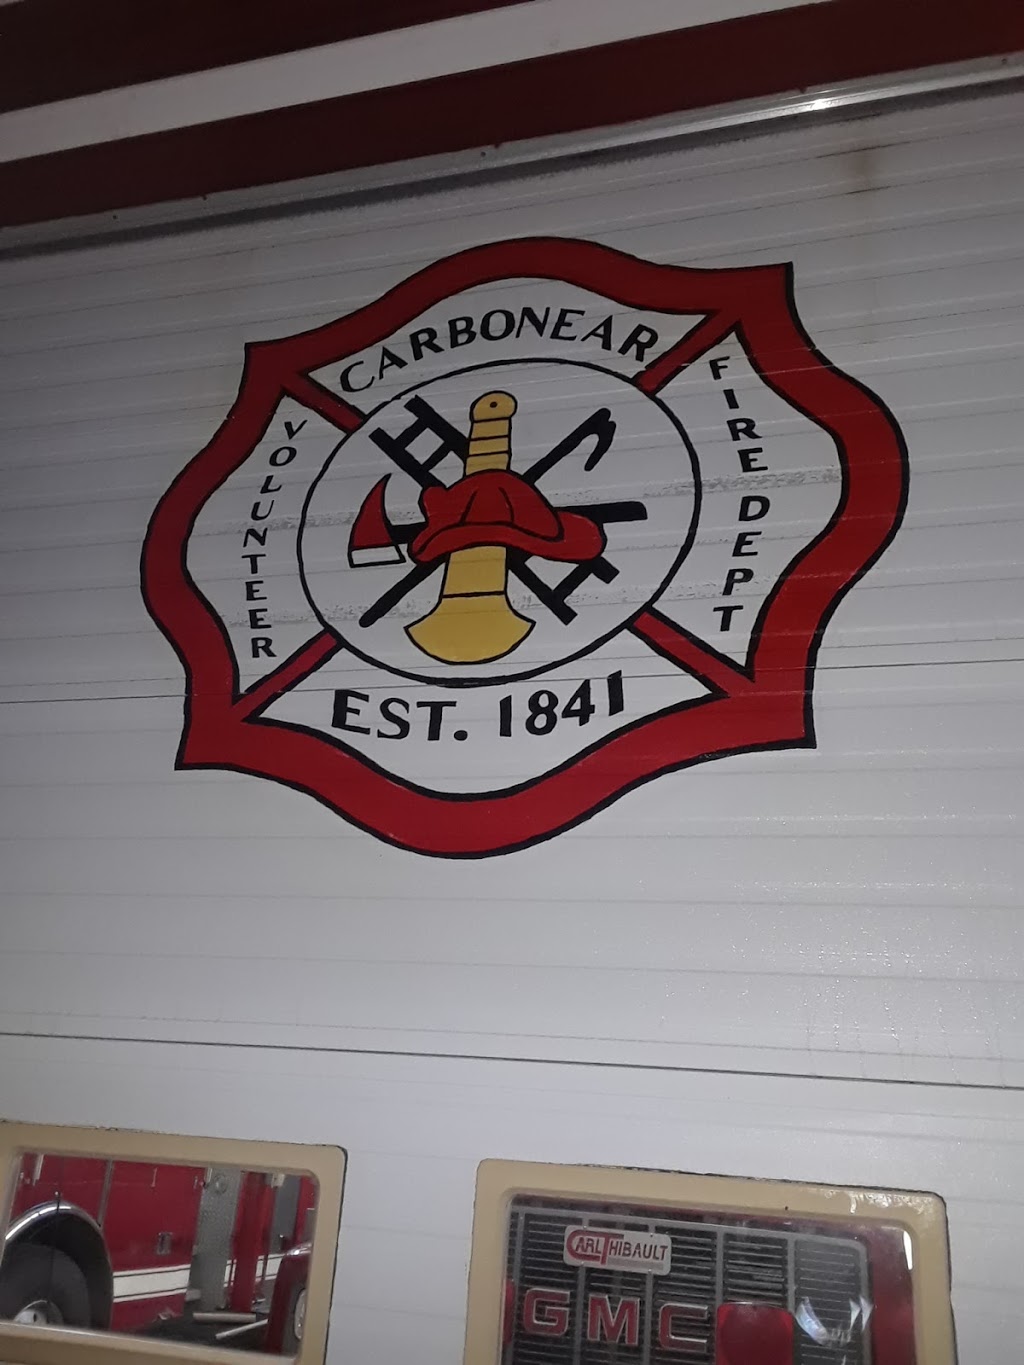 CARBONEAR
VOLUNTEER
FIRE DEPT
EST. 1841
CARL THIBAULT
GMC